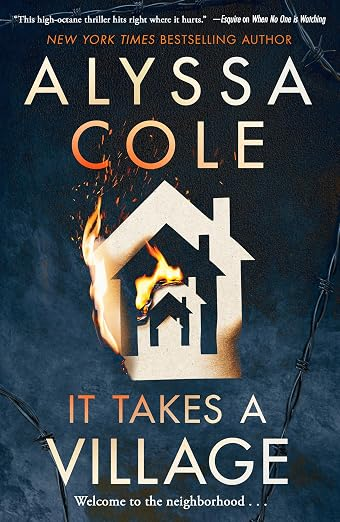 "This high-octane thriller hits right where it hurts." —Esquire on When No One is Watching
NEW YORK TIMES BESTSELLING AUTHOR
ALYSSA
COLE
IT TAKES A
VILLAGE
Welcome to the neighborhood . . .